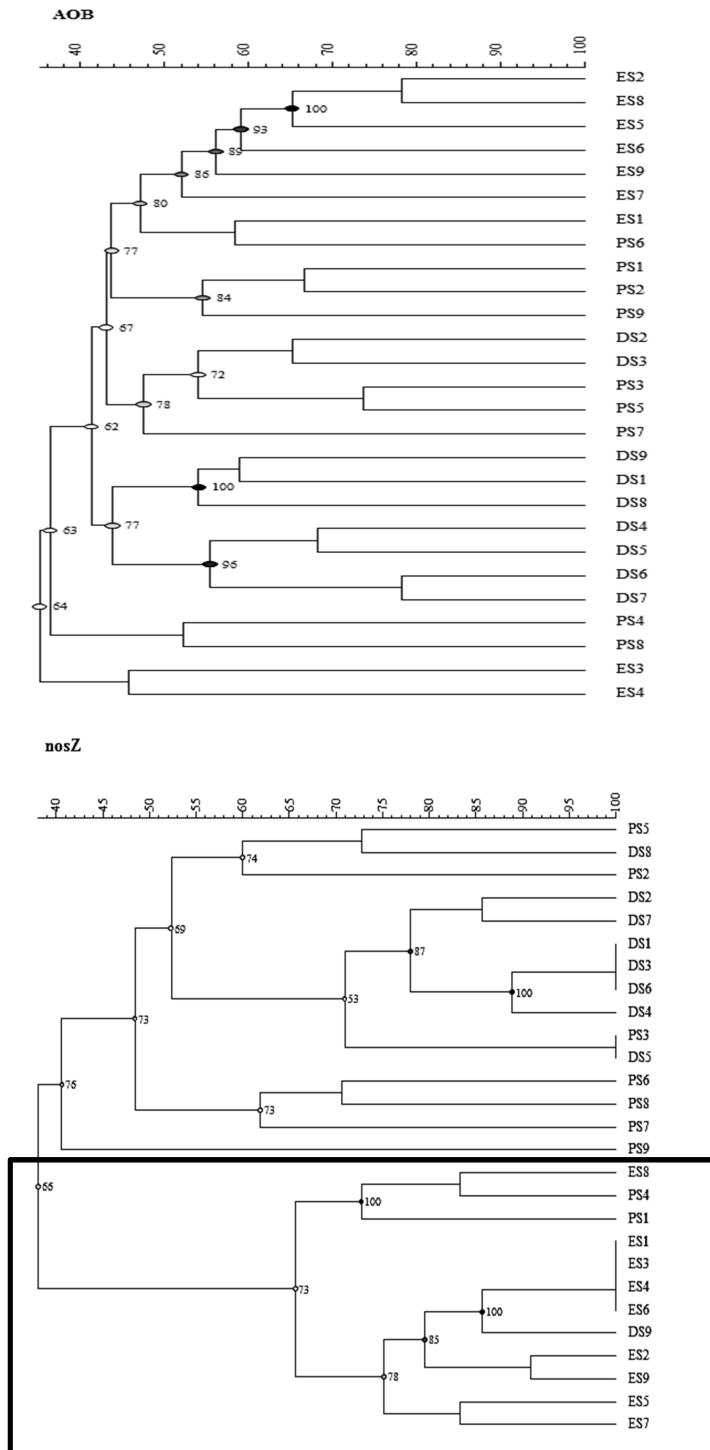 AOB
40 60 80 100
ES2
ES8
100
ES5
93
ES6
89
ES9
86
ES7
80
ES1
PS6
77
PS1
PS2
84
PS9
67
DS2
DS3
72
PS3
78
PS5
PS7
62
DS9
DS1
100
DS8
77
DS4
63
DS5
96
DS6
DS7
64
PS4
PS8
ES3
ES4
nosZ
40 45 50 55 60 65 70 75 80 85 90 95 100
PS5
DS8
74
PS2
DS2
69
DS7
DS1
87
DS3
DS6
53
100
DS4
73
PS3
DS5
76
PS6
PS8
73
PS7
PS9
66
ES8
PS4
100
PS1
ES1
ES3
73
ES4
ES6
100
DS9
85
ES2
78
ES9
ES5
ES7